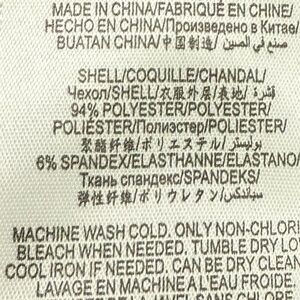 MADE IN CHINA/FABRIQUÉ EN CHINE/
HECHO EN CHINA/Произведено в Китае/
BUATAN CHINA/中国制造/ صنع في الصين
SHELL/COQUILLE/CHANDAL/
Чехол/SHELL/衣服外层/表地/ قشرة
94% POLYESTER/POLYESTER/
POLIÉSTER/Полиэстер/POLIESTER/
聚酯纤维/ポリエステル/ بوليستر
6% SPANDEX/ELASTHANNE/ELASTANO/
Ткань спандекс/SPANDEKS/
弹性纤维/ポリウレタン/ سباندكس
MACHINE WASH COLD. ONLY NON-CHLOR
BLEACH WHEN NEEDED. TUMBLE DRY LO
COOL IRON IF NEEDED. CAN BE DRY CLEAN
LAVAGE EN MACHINE À L'EAU FROIDE.